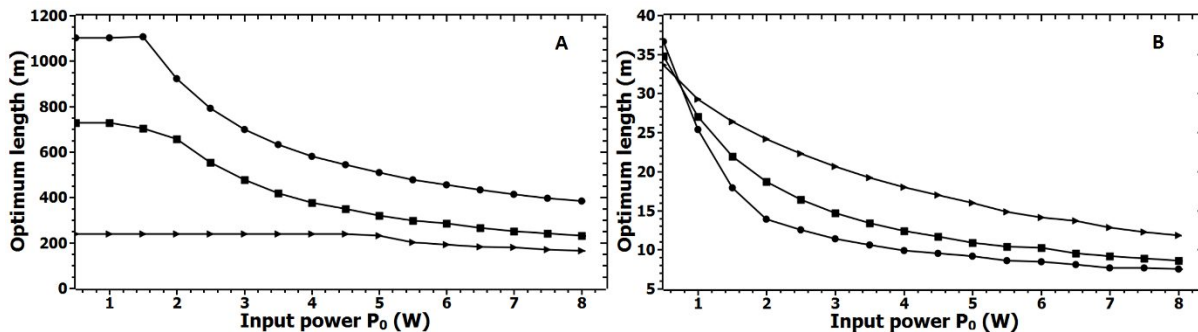 1200
1000
800
600
400
200
0
Optimum length (m)
A
1 2 3 4 5 6 7 8
Input power P₀ (W)
40
35
30
25
20
15
10
5
Optimum length (m)
B
1 2 3 4 5 6 7 8
Input power P₀ (W)